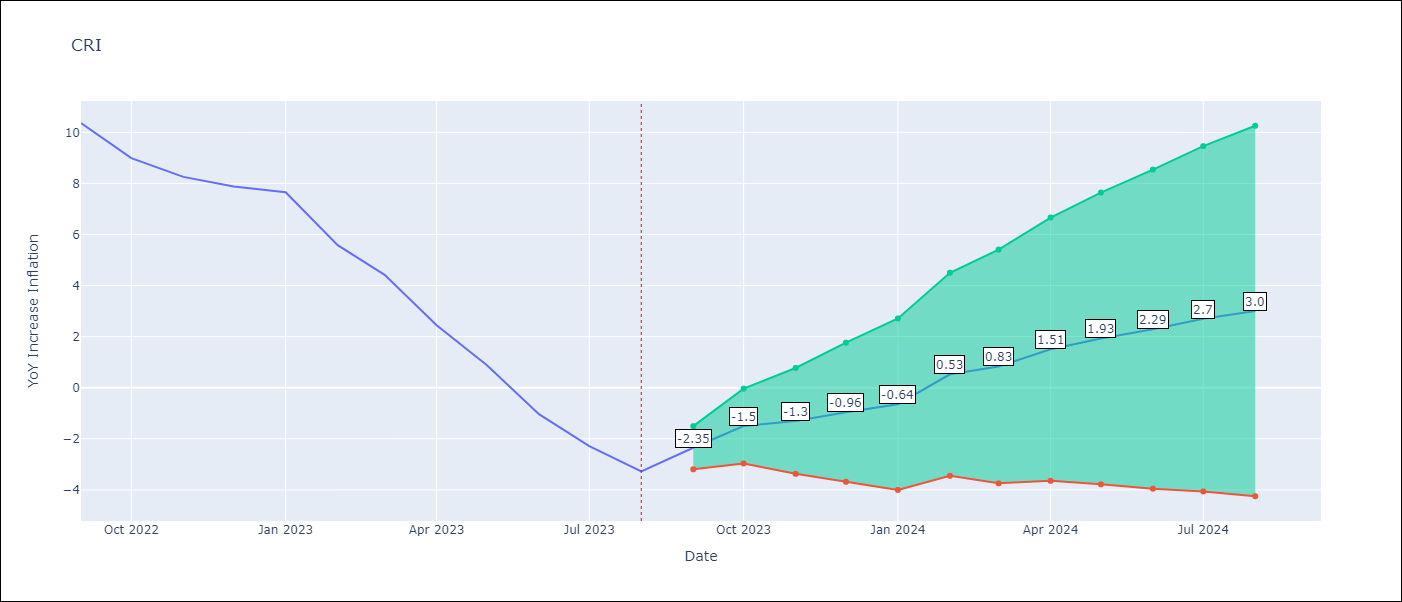 CRI
YoY Increase Inflation
10
8
6
4
2
0
−2
−4
-2.35
-1.5
-1.3
-0.96
-0.64
0.53
0.83
1.51
1.93
2.29
2.7
3.0
Oct 2022
Jan 2023
Apr 2023
Jul 2023
Oct 2023
Jan 2024
Apr 2024
Jul 2024
Date